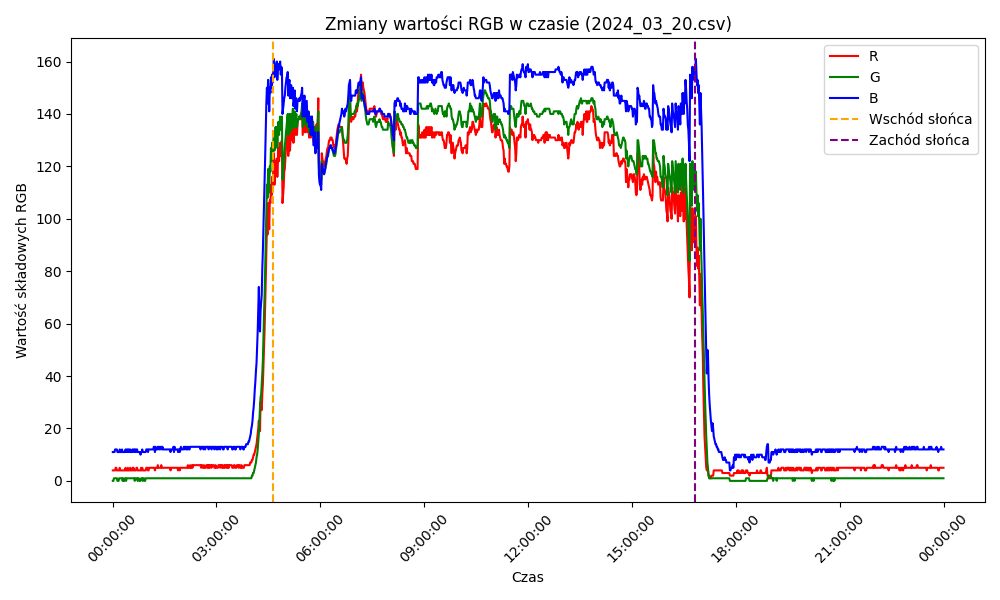 Zmiany wartości RGB w czasie (2024_03_20.csv)
160
140
120
100
80
60
40
20
0
Wartość składowych RGB
R
G
B
Wschód słońca
Zachód słońca
00:00:00
03:00:00
06:00:00
09:00:00
12:00:00
15:00:00
18:00:00
21:00:00
00:00:00
Czas